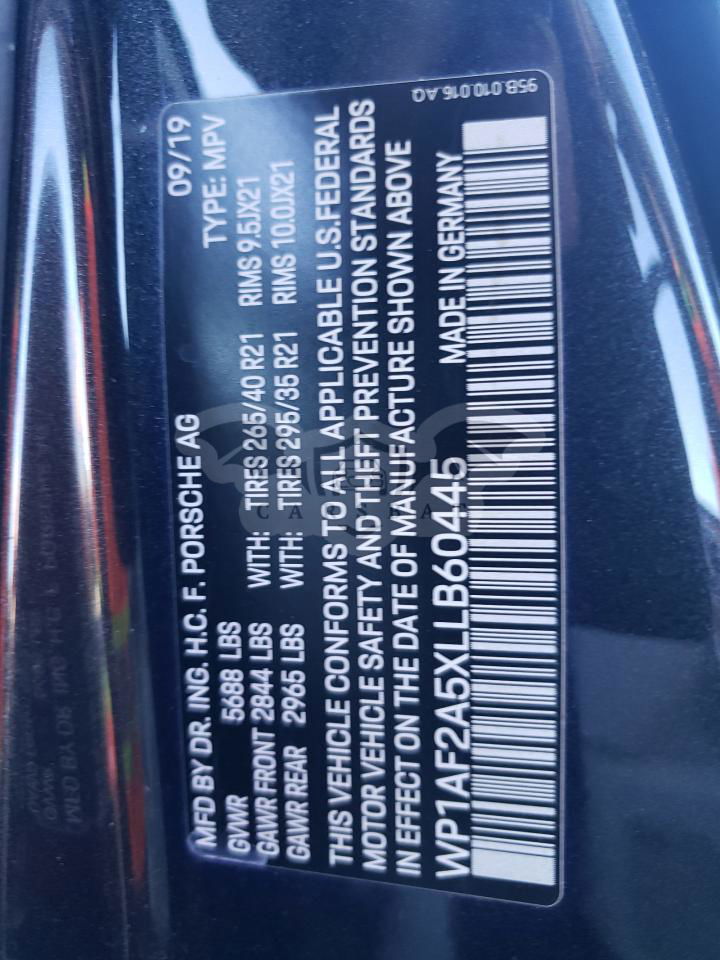 MFD BY DR. ING. H.C. F. PORSCHE AG 09/19
GVWR 5688 LBS TYPE: MPV
GAWR FRONT 2844 LBS WITH: TIRES 265/40 R21 RIMS 9.5JX21
GAWR REAR 2965 LBS WITH: TIRES 295/35 R21 RIMS 10.0JX21
THIS VEHICLE CONFORMS TO ALL APPLICABLE U.S.FEDERAL
MOTOR VEHICLE SAFETY AND THEFT PREVENTION STANDARDS
IN EFFECT ON THE DATE OF MANUFACTURE SHOWN ABOVE
WP1AF2A5XLLB60445 MADE IN GERMANY
95B.010.016.AQ